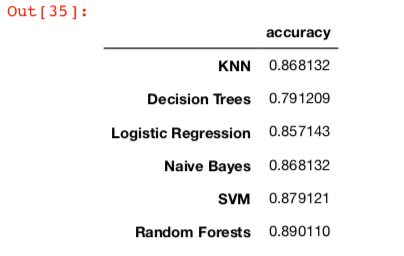 Out[35]:
accuracy
KNN 0.868132
Decision Trees 0.791209
Logistic Regression 0.857143
Naive Bayes 0.868132
SVM 0.879121
Random Forests 0.890110